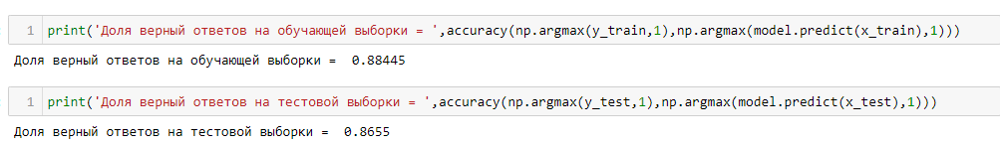 1 print('Доля верный ответов на обучающей выборки = ',accuracy(np.argmax(y_train,1),np.argmax(model.predict(x_train),1)))
Доля верный ответов на обучающей выборки =  0.88445
1 print('Доля верный ответов на тестовой выборки = ',accuracy(np.argmax(y_test,1),np.argmax(model.predict(x_test),1)))
Доля верный ответов на тестовой выборки =  0.8655